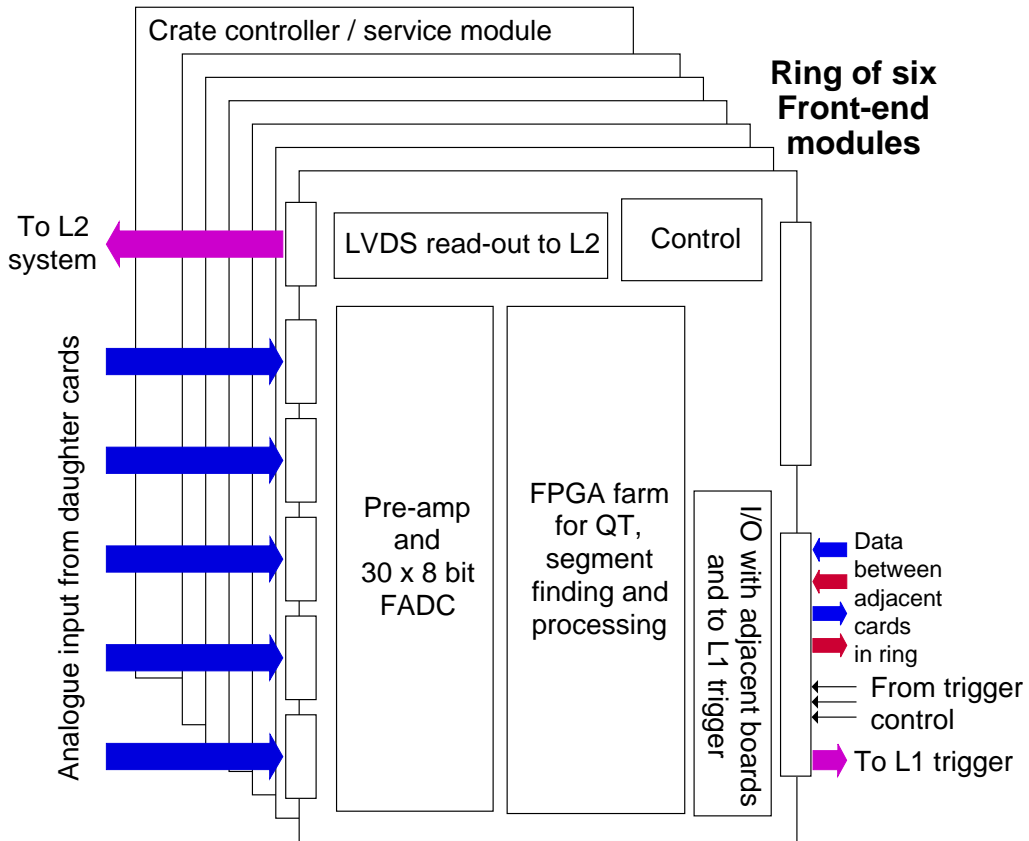 Crate controller / service module
Ring of six
Front-end
modules
To L2
system
LVDS read-out to L2
Control
Analogue input from daughter cards
Pre-amp
and
30 x 8 bit
FADC
FPGA farm
for QT,
segment
finding and
processing
I/O with adjacent boards
and to L1 trigger
Data
between
adjacent
cards
in ring
From trigger
control
To L1 trigger